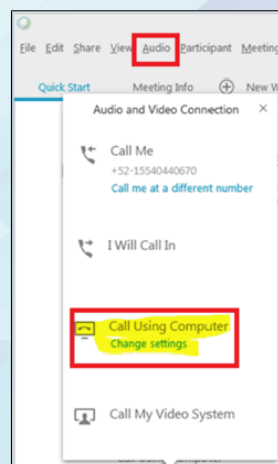 File Edit Share View Audio Participant Meeting
Quick Start Meeting Info New
Audio and Video Connection
Call Me
+52-15540440670
Call me at a different number
I Will Call In
Call Using Computer
Change settings
Call My Video System